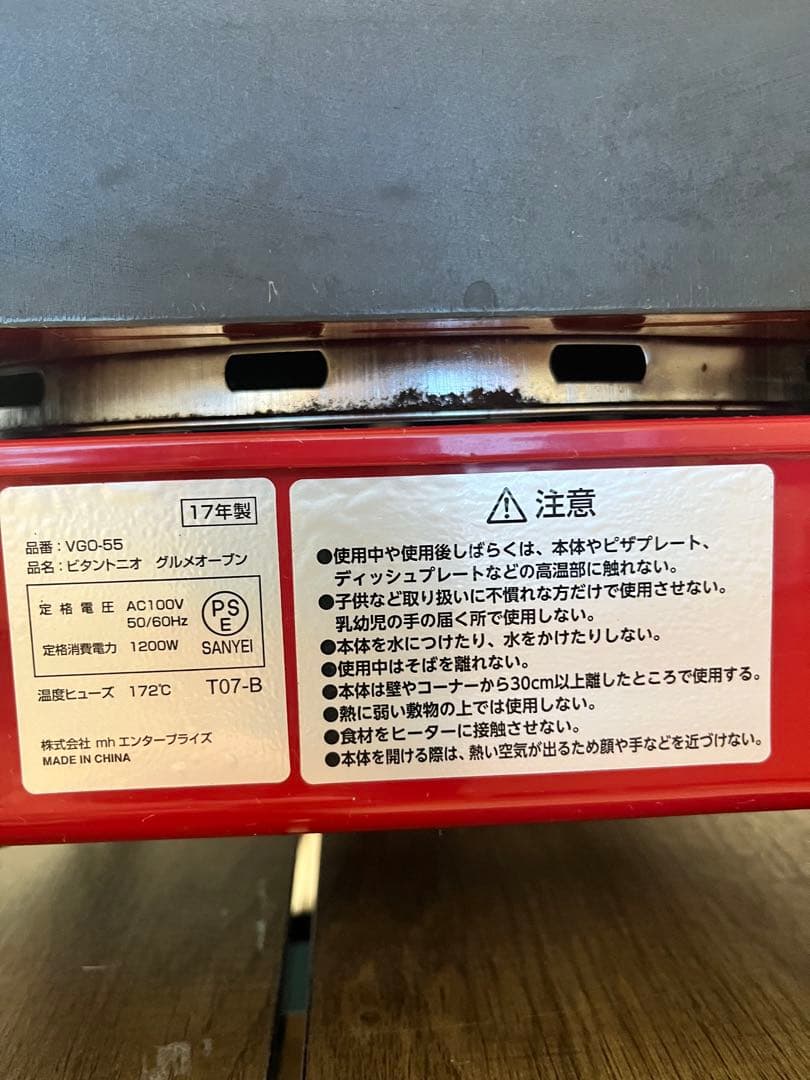 17年製
品番：VGO-55
品名：ビタントニオ グルメオーブン
定格電圧 AC100V
50/60Hz
定格消費電力 1200W
PS
E
SANYEI
温度ヒューズ 172℃ T07-B
株式会社 mhエンタープライズ
MADE IN CHINA
⚠ 注意
●使用中や使用後しばらくは、本体やピザプレート、
ディッシュプレートなどの高温部に触れない。
●子供など取り扱いに不慣れな方だけで使用させない。
乳幼児の手の届く所で使用しない。
●本体を水につけたり、水をかけたりしない。
●使用中はそばを離れない。
●本体は壁やコーナーから30cm以上離したところで使用する。
●熱に弱い敷物の上では使用しない。
●食材をヒーターに接触させない。
●本体を開ける際は、熱い空気が出るため顔や手などを近づけない。